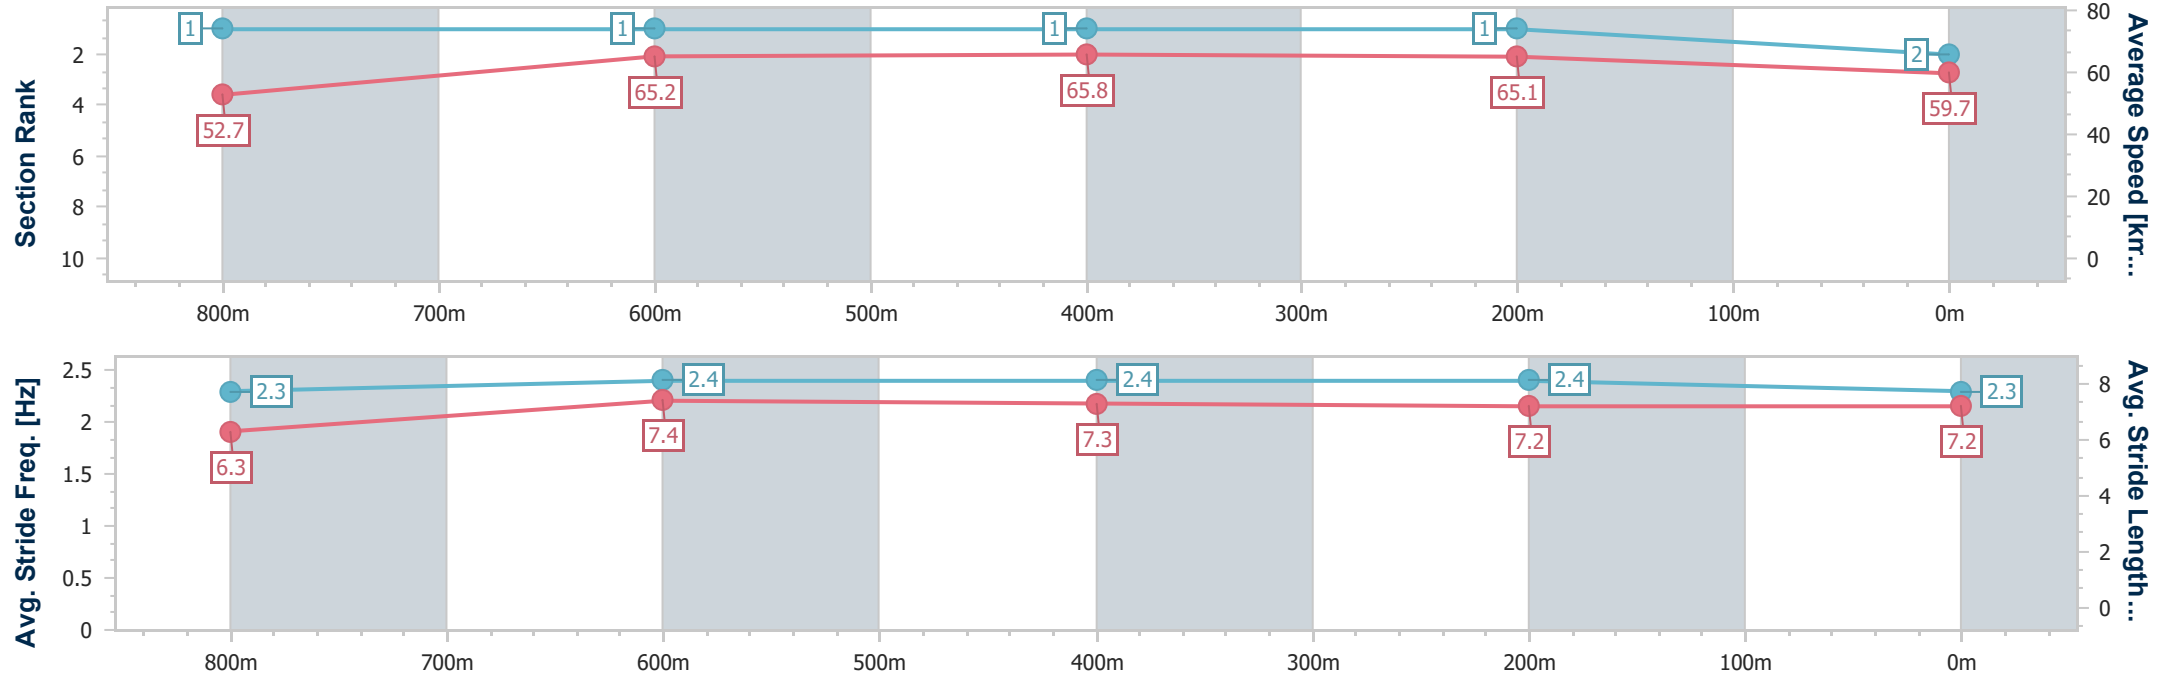 Section Rank
2
4
6
8
10
1
1
1
1
2
52.7
65.2
65.8
65.1
59.7
80
60
40
20
0
Average Speed [km...
800m
700m
600m
500m
400m
300m
200m
100m
0m
Avg. Stride Freq. [Hz]
2.5
2
1.5
1
0.5
0
2.3
2.4
2.4
2.4
2.3
6.3
7.4
7.3
7.2
7.2
8
6
4
2
0
Avg. Stride Length...
800m
700m
600m
500m
400m
300m
200m
100m
0m